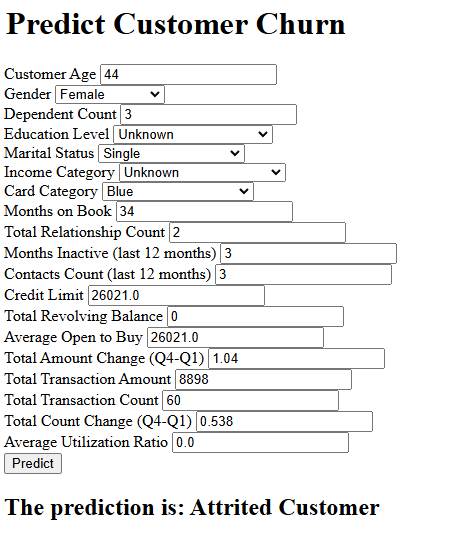 Predict Customer Churn
Customer Age 44
Gender Female
Dependent Count 3
Education Level Unknown
Marital Status Single
Income Category Unknown
Card Category Blue
Months on Book 34
Total Relationship Count 2
Months Inactive (last 12 months) 3
Contacts Count (last 12 months) 3
Credit Limit 26021.0
Total Revolving Balance 0
Average Open to Buy 26021.0
Total Amount Change (Q4-Q1) 1.04
Total Transaction Amount 8898
Total Transaction Count 60
Total Count Change (Q4-Q1) 0.538
Average Utilization Ratio 0.0
Predict
The prediction is: Attrited Customer